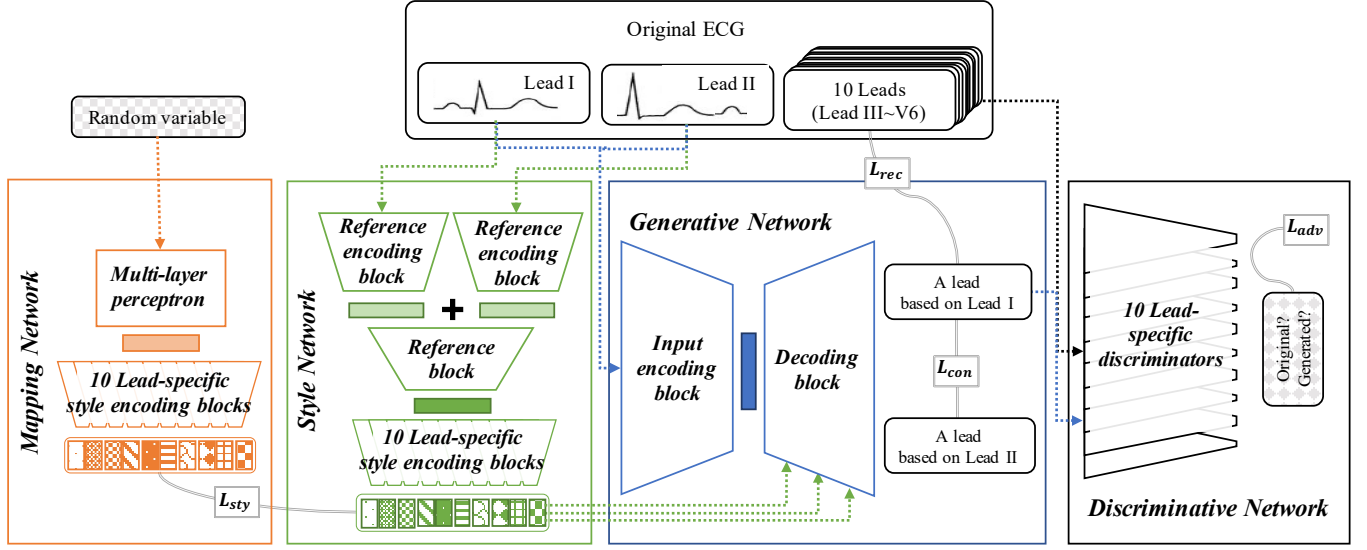 Original ECG
Lead I
Lead II
10 Leads
(Lead III~V6)
Random variable
Mapping Network
Multi-layer
perceptron
10 Lead-specific
style encoding blocks
L_sty
Style Network
Reference
encoding
block
Reference
encoding
block
+
Reference
block
10 Lead-specific
style encoding blocks
Generative Network
Input
encoding
block
Decoding
block
L_rec
A lead
based on Lead I
L_con
A lead
based on Lead II
10 Lead-
specific
discriminators
L_adv
Original?
Generated?
Discriminative Network